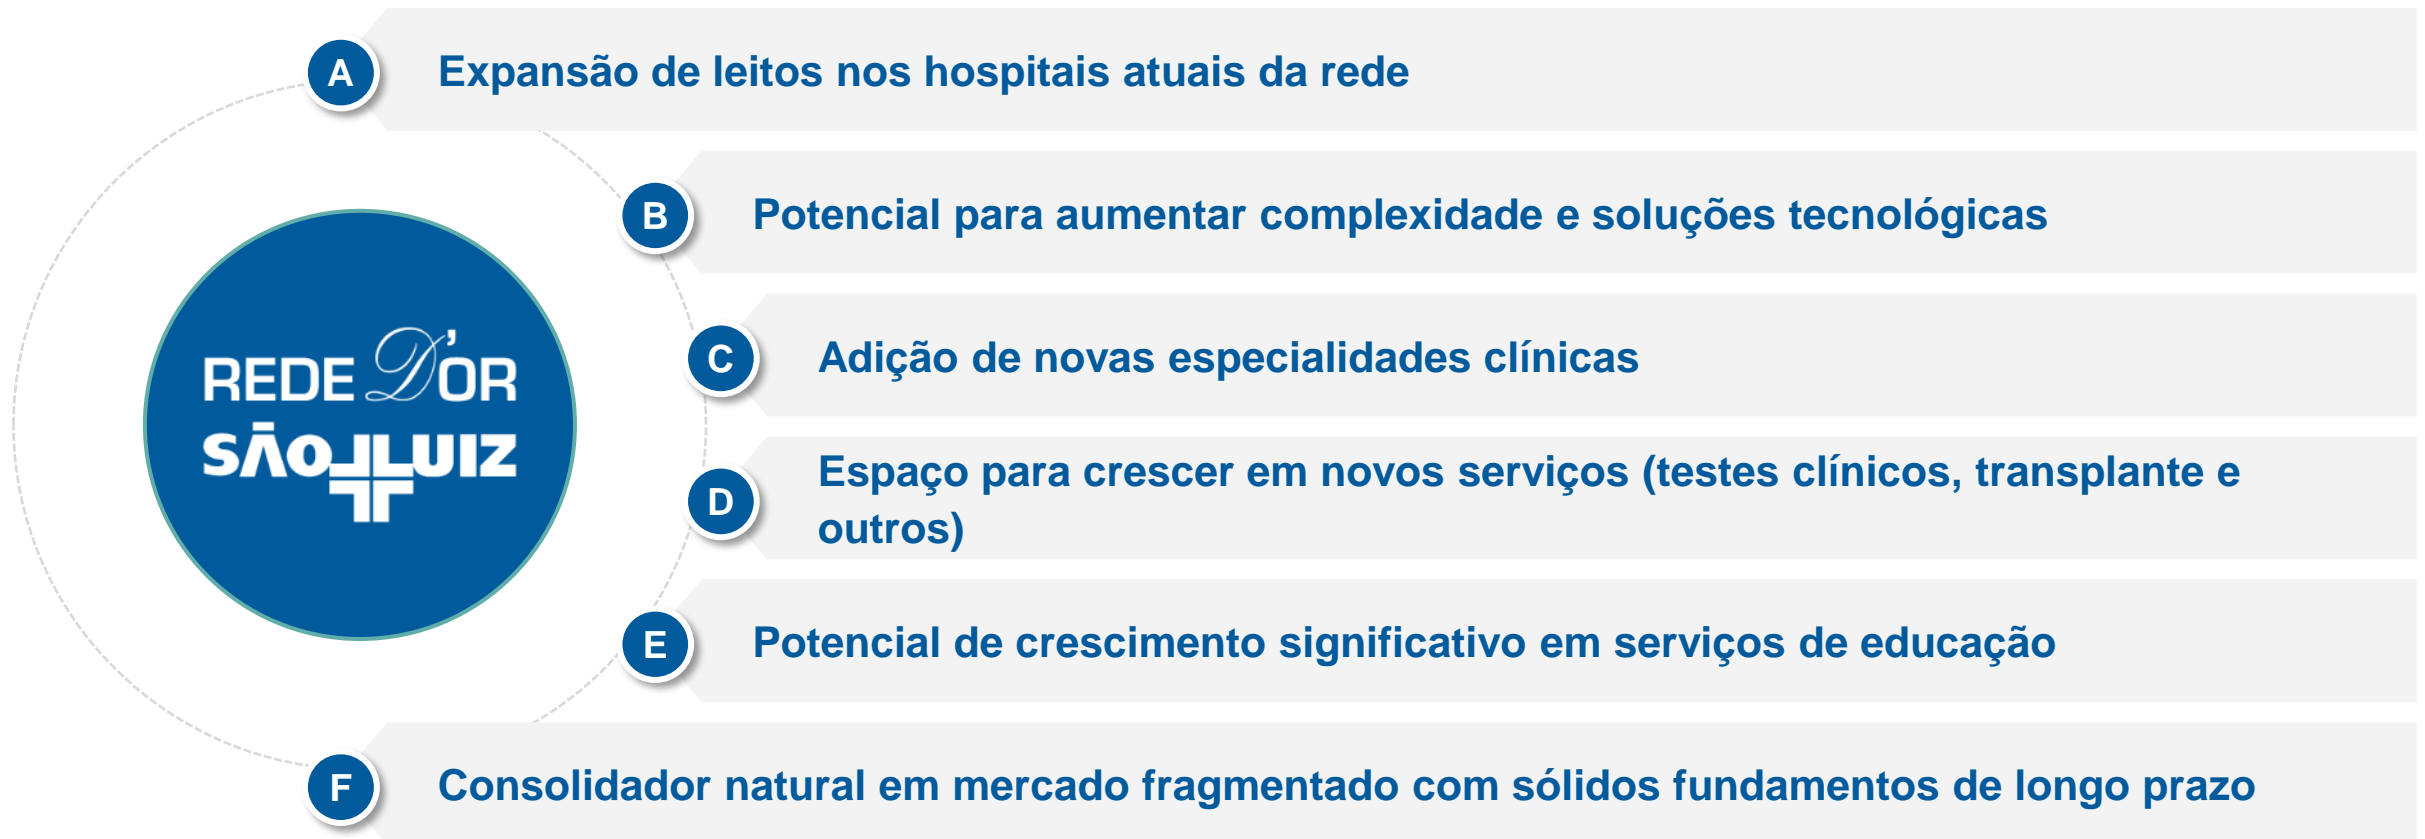 A
Expansão de leitos nos hospitais atuais da rede
B
Potencial para aumentar complexidade e soluções tecnológicas
C
Adição de novas especialidades clínicas
REDE D'OR
SÃO LUIZ
D
Espaço para crescer em novos serviços (testes clínicos, transplante e
outros)
E
Potencial de crescimento significativo em serviços de educação
F
Consolidador natural em mercado fragmentado com sólidos fundamentos de longo prazo